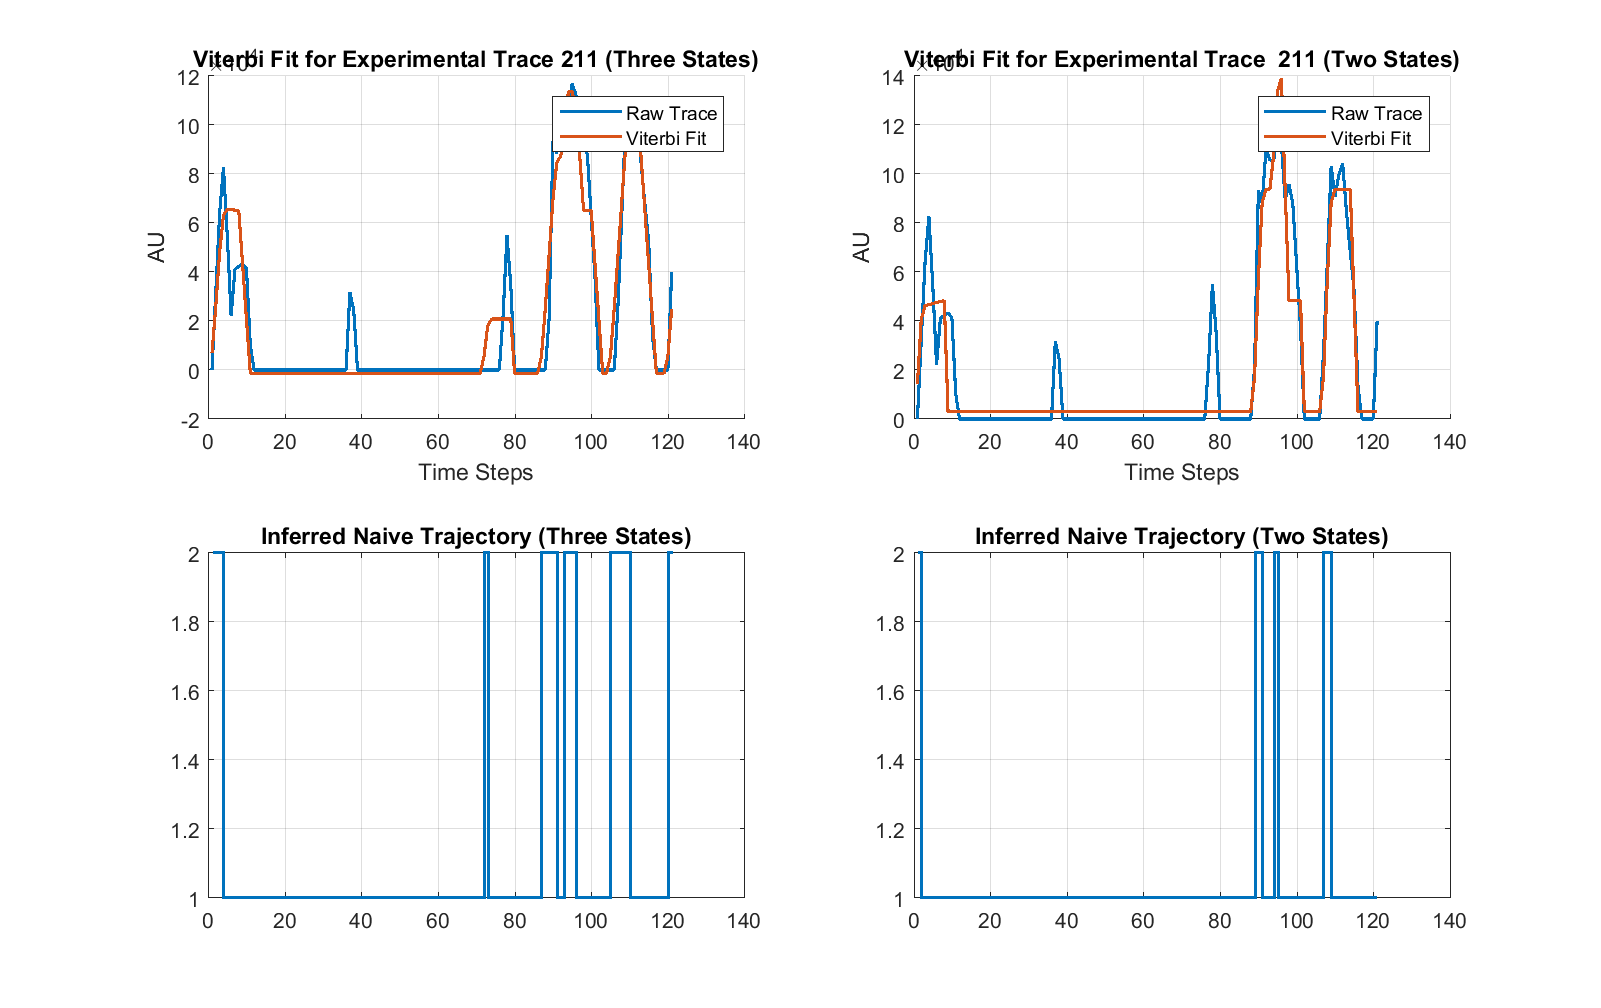 Viterbi Fit for Experimental Trace 211 (Three States)
12
10
8
6
4
2
0
-2
AU
0 20 40 60 80 100 120 140
Time Steps
Raw Trace
Viterbi Fit
Viterbi Fit for Experimental Trace 211 (Two States)
14
12
10
8
6
4
2
0
AU
0 20 40 60 80 100 120 140
Time Steps
Raw Trace
Viterbi Fit
Inferred Naive Trajectory (Three States)
2
1.8
1.6
1.4
1.2
1
0 20 40 60 80 100 120 140
Inferred Naive Trajectory (Two States)
2
1.8
1.6
1.4
1.2
1
0 20 40 60 80 100 120 140